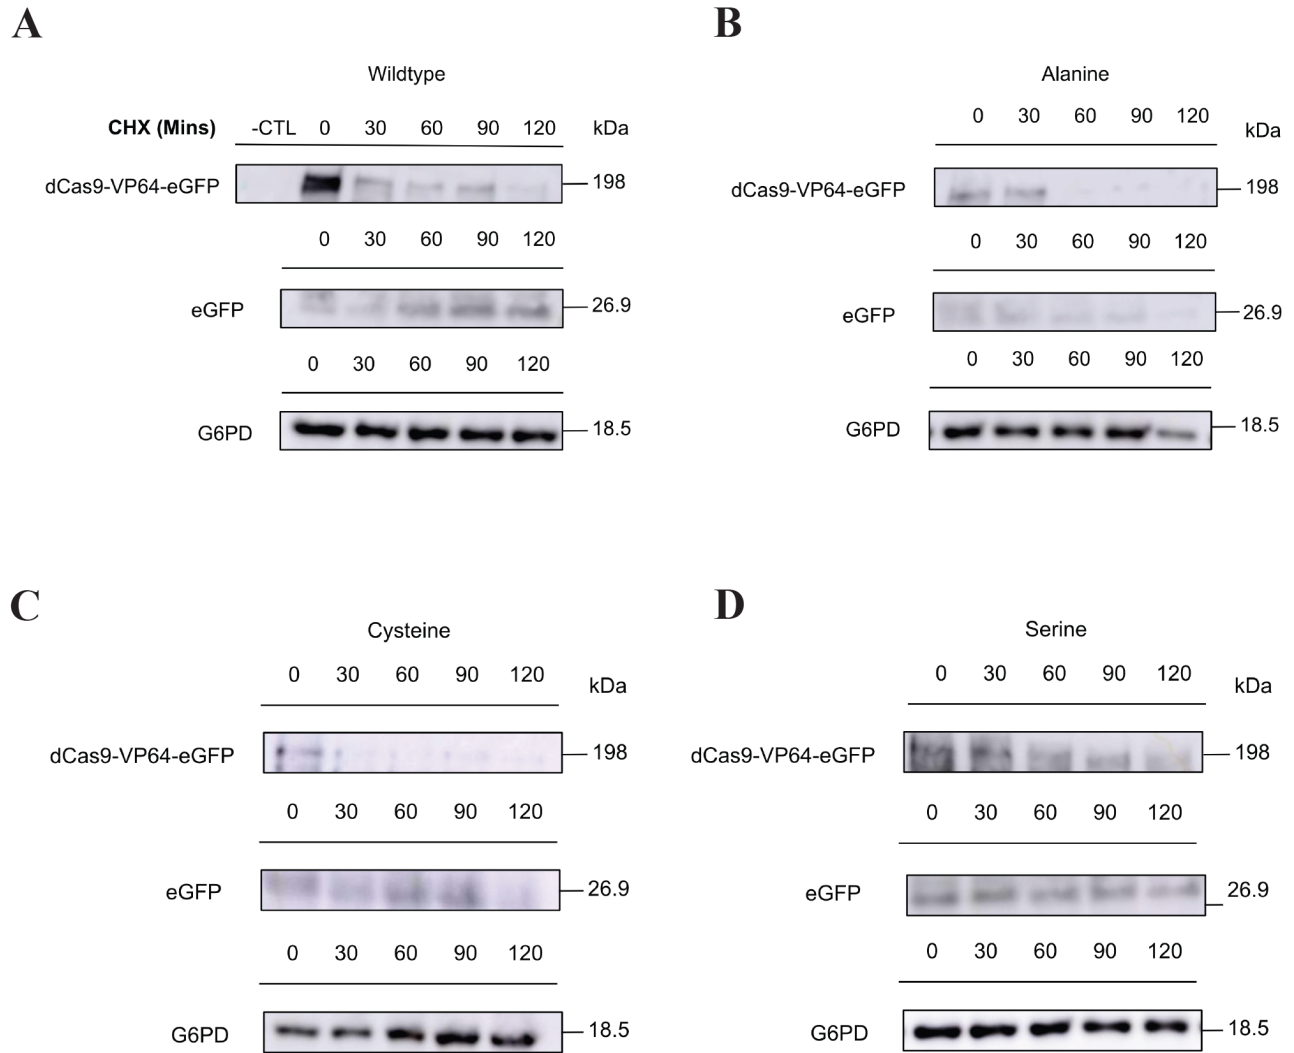 A
Wildtype
CHX (Mins) -CTL 0 30 60 90 120 kDa
dCas9-VP64-eGFP 198
0 30 60 90 120
eGFP 26.9
0 30 60 90 120
G6PD 18.5
B
Alanine
0 30 60 90 120 kDa
dCas9-VP64-eGFP 198
0 30 60 90 120
eGFP 26.9
0 30 60 90 120
G6PD 18.5
C
Cysteine
0 30 60 90 120 kDa
dCas9-VP64-eGFP 198
0 30 60 90 120
eGFP 26.9
0 30 60 90 120
G6PD 18.5
D
Serine
0 30 60 90 120 kDa
dCas9-VP64-eGFP 198
0 30 60 90 120
eGFP 26.9
0 30 60 90 120
G6PD 18.5